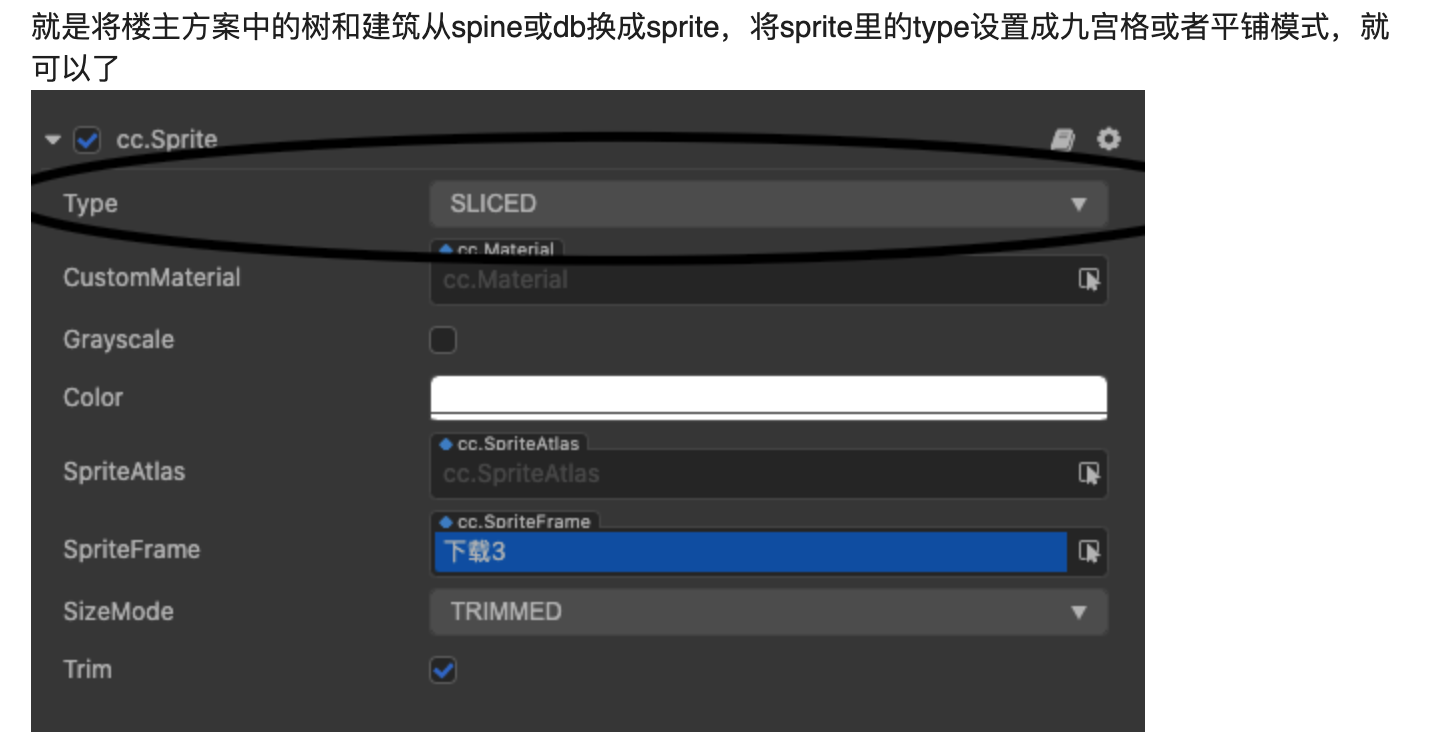 就是将楼主方案中的树和建筑从spine或db换成sprite，将sprite里的type设置成九宫格或者平铺模式，就
可以了
cc.Sprite
Type
SLICED
cc.Material
CustomMaterial
cc.Material
Grayscale
Color
cc.SpriteAtlas
SpriteAtlas
cc.SpriteAtlas
cc.SpriteFrame
SpriteFrame
下载3
SizeMode
TRIMMED
Trim